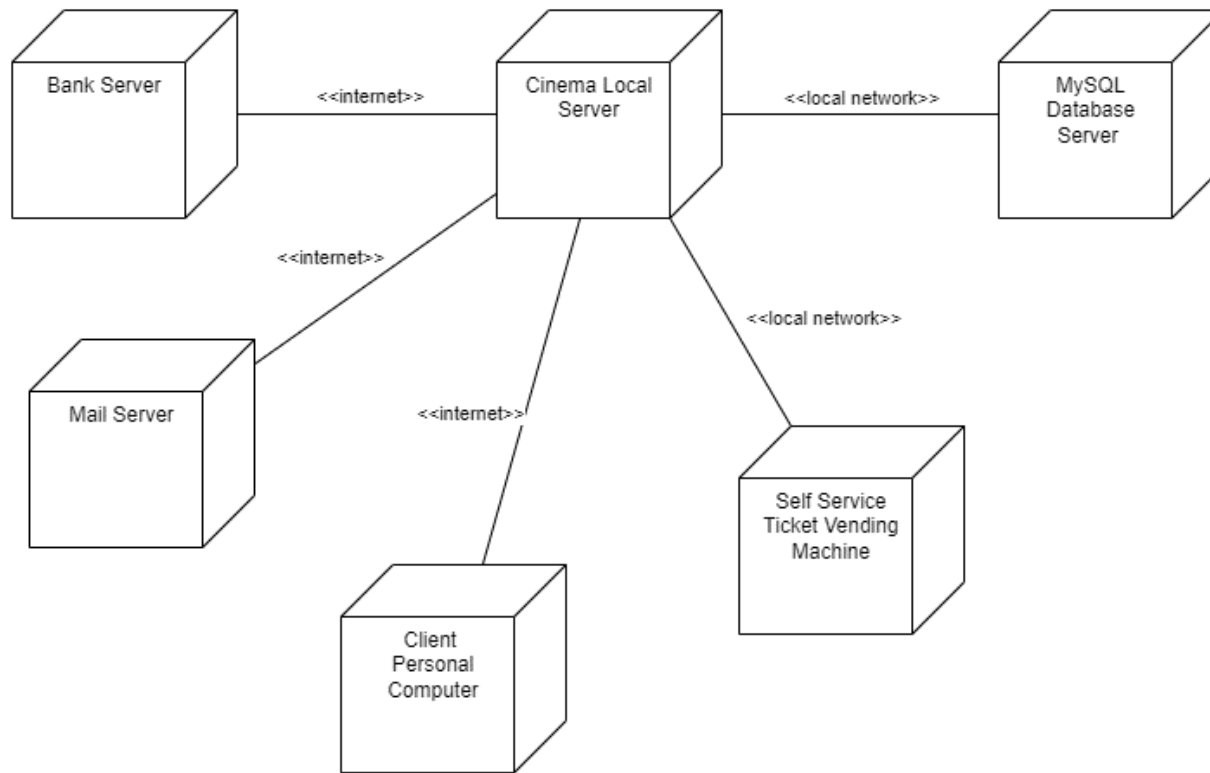 Bank Server
<<internet>>
Cinema Local
Server
<<local network>>
MySQL
Database
Server
<<internet>>
<<local network>>
Mail Server
<<internet>>
Self Service
Ticket Vending
Machine
Client
Personal
Computer